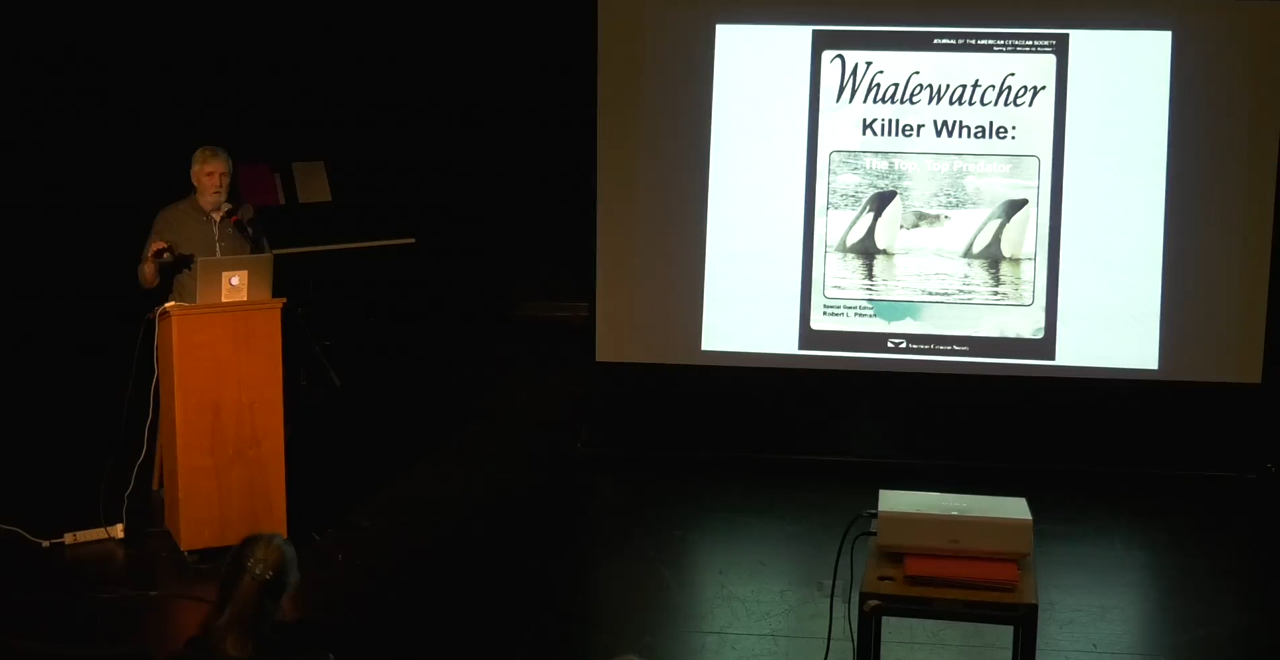 JOURNAL OF THE AMERICAN CETACEAN SOCIETY
Whalewatcher
Killer Whale:
The Top, Top Predator
Special Guest Editor
Robert L. Pitman
American Cetacean Society